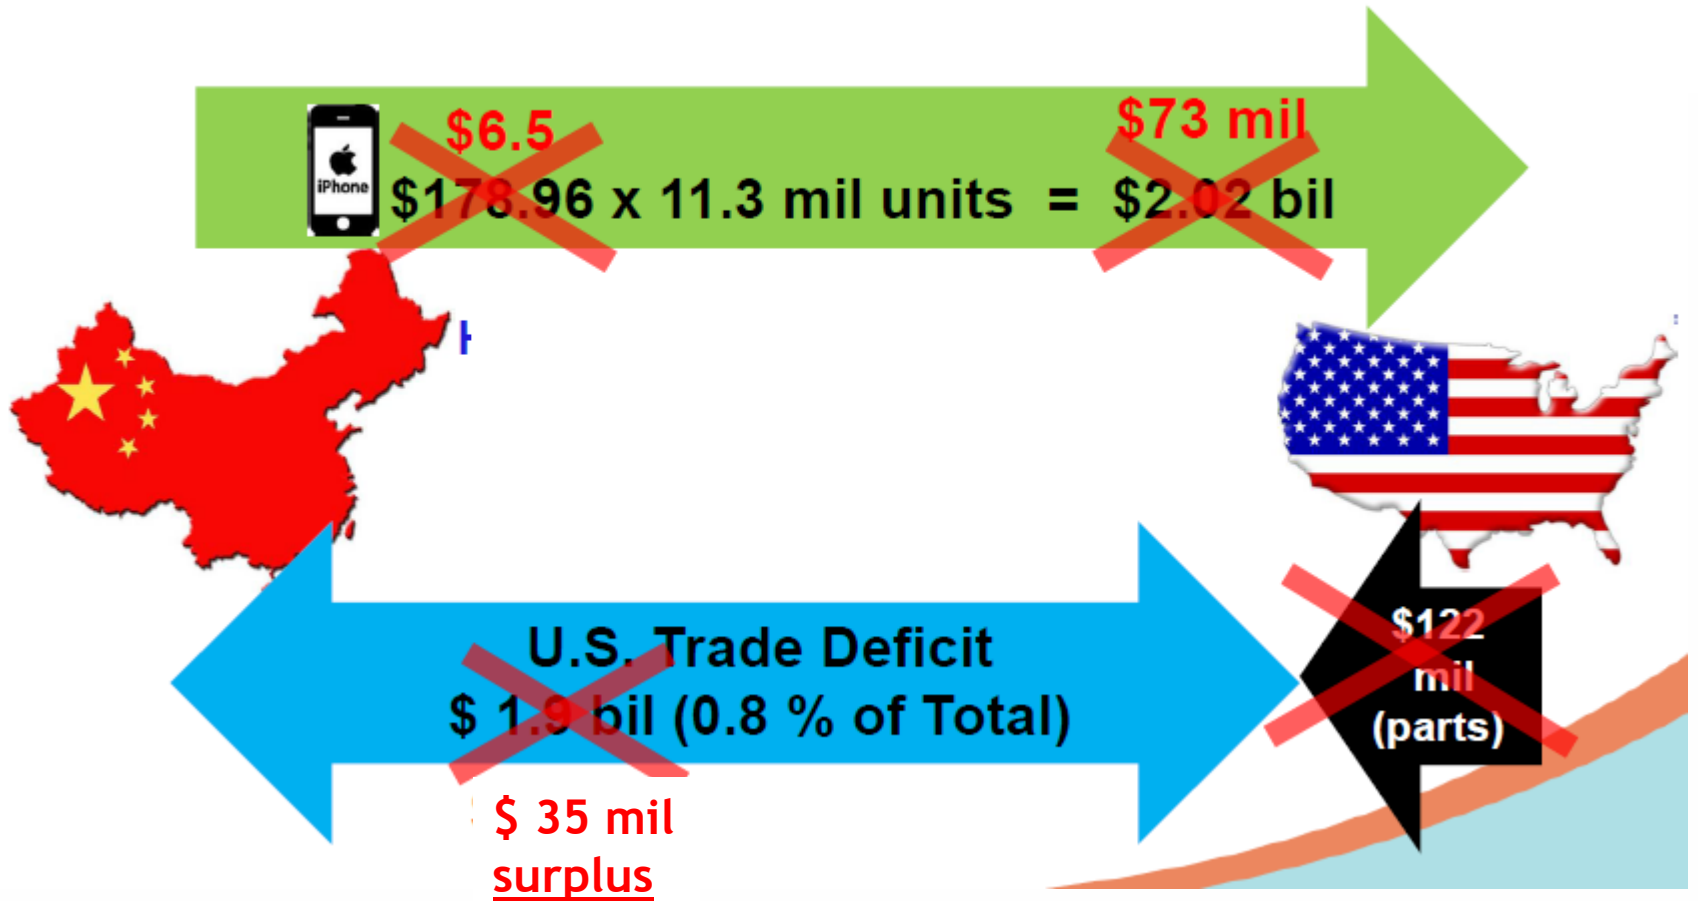 $6.5
$73 mil
iPhone
$178.96 x 11.3 mil units = $2.02 bil
U.S. Trade Deficit
$ 1.9 bil (0.8 % of Total)
$122
mil
(parts)
$ 35 mil
surplus